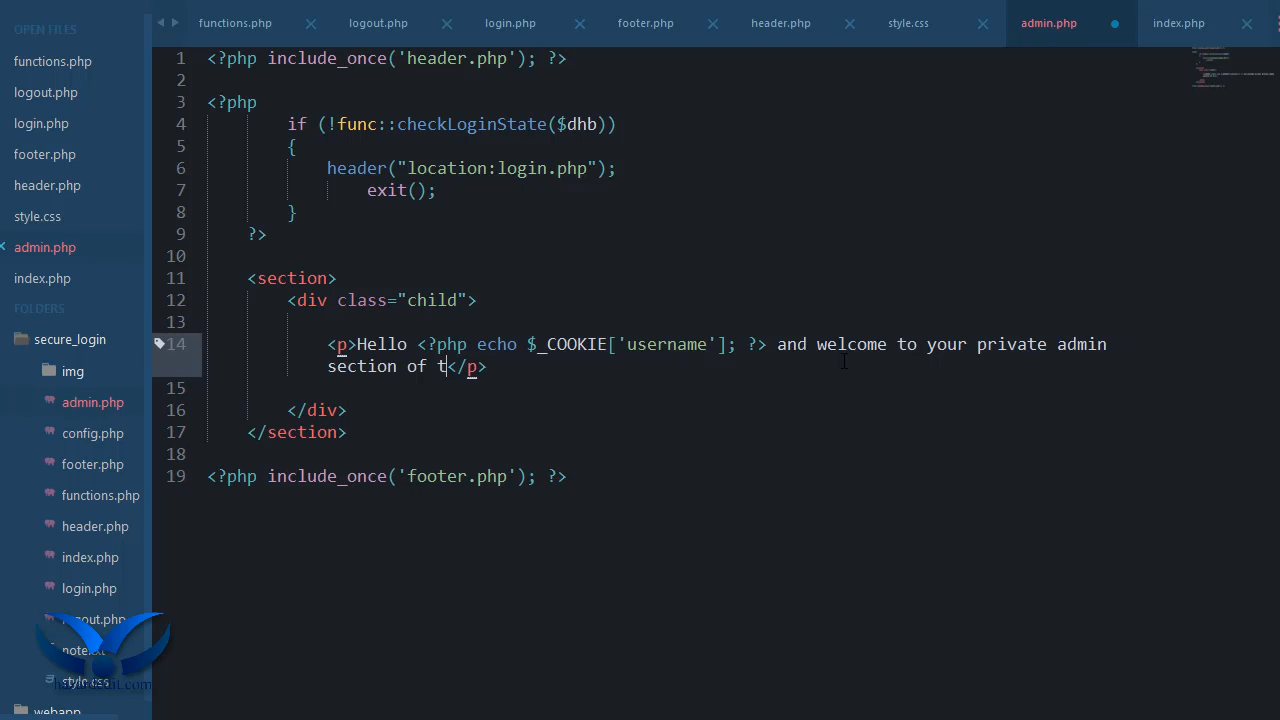 OPEN FILES
functions.php
logout.php
login.php
footer.php
header.php
style.css
admin.php
index.php
FOLDERS
secure_login
img
admin.php
config.php
footer.php
functions.php
header.php
index.php
login.php
logout.php
note.txt
style.css
webapp
functions.php logout.php login.php footer.php header.php style.css admin.php index.php
1 <?php include_once('header.php'); ?>
2
3 <?php
4 if (!func::checkLoginState($dhb))
5 {
6 header("location:login.php");
7 exit();
8 }
9 ?>
10
11 <section>
12 <div class="child">
13
14 <p>Hello <?php echo $_COOKIE['username']; ?> and welcome to your private admin
section of t</p>
15
16 </div>
17 </section>
18
19 <?php include_once('footer.php'); ?>